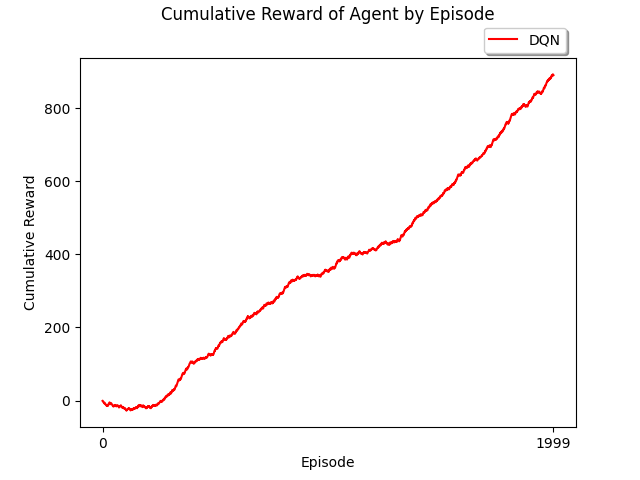 Cumulative Reward of Agent by Episode
DQN
800
600
400
200
0
Cumulative Reward
0
1999
Episode